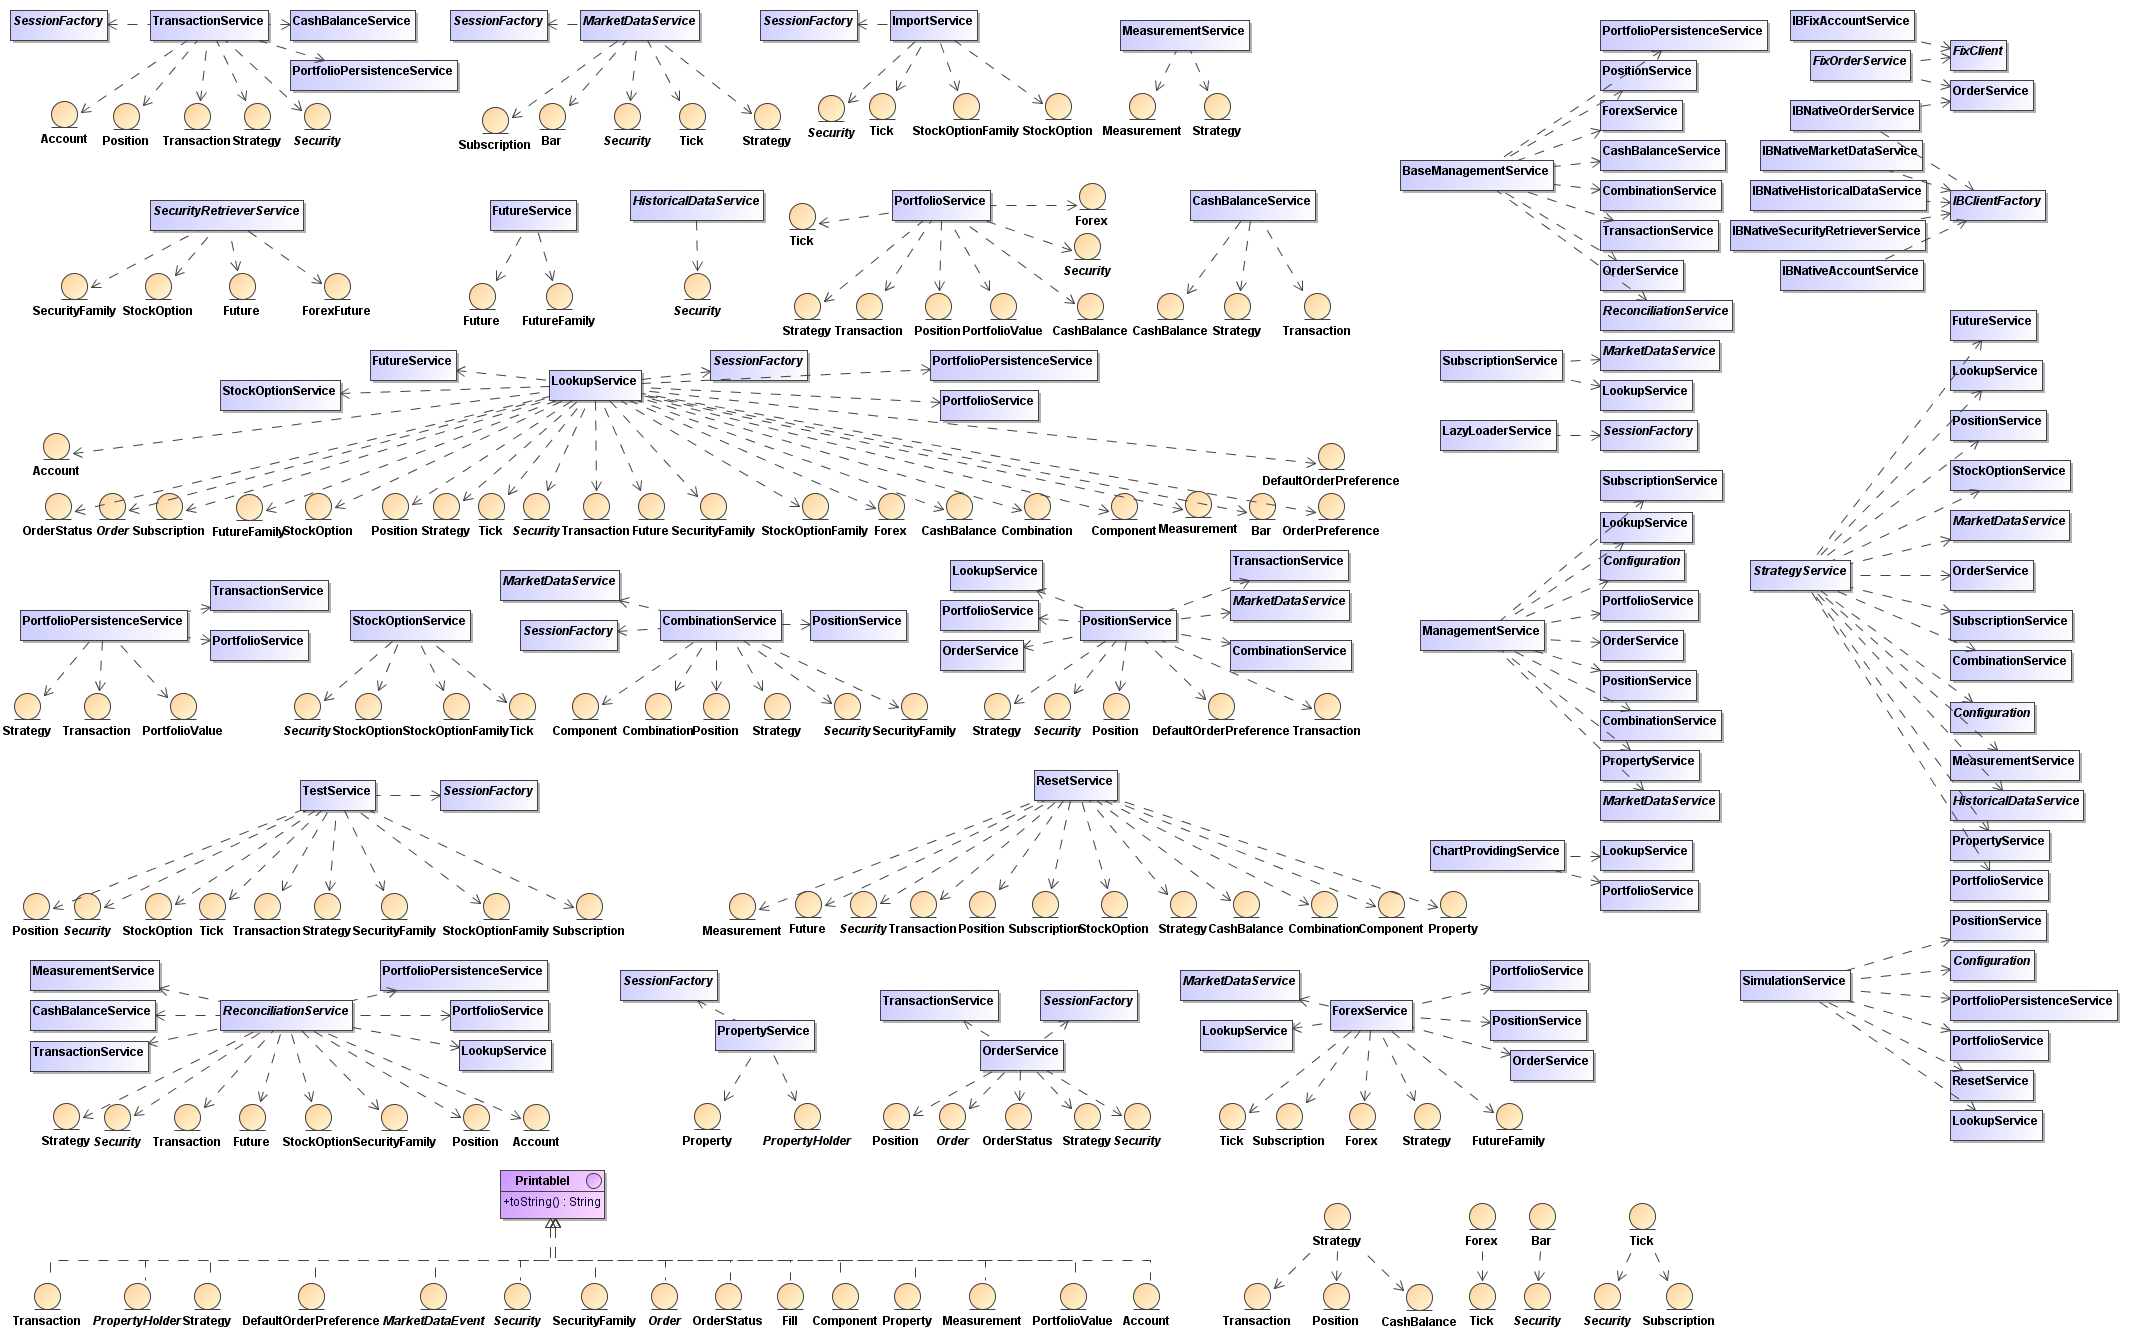 SessionFactory
TransactionService
CashBalanceService
PortfolioPersistenceService
Account
Position
Transaction
Strategy
Security
SessionFactory
MarketDataService
Subscription
Bar
Security
Tick
Strategy
SessionFactory
ImportService
Security
Tick
StockOptionFamily
StockOption
MeasurementService
Measurement
Strategy
SecurityRetrieverService
SecurityFamily
StockOption
Future
ForexFuture
FutureService
Future
FutureFamily
HistoricalDataService
Security
PortfolioService
Tick
Forex
Security
Strategy
Transaction
Position
PortfolioValue
CashBalance
CashBalanceService
CashBalance
Strategy
Transaction
FutureService
SessionFactory
PortfolioPersistenceService
StockOptionService
LookupService
PortfolioService
Account
DefaultOrderPreference
OrderStatus
Order
Subscription
FutureFamily
StockOption
Position
Strategy
Tick
Security
Transaction
Future
SecurityFamily
StockOptionFamily
Forex
CashBalance
Combination
Component
Measurement
Bar
OrderPreference
PortfolioPersistenceService
TransactionService
PortfolioService
Strategy
Transaction
PortfolioValue
StockOptionService
Security
StockOption
StockOptionFamily
Tick
MarketDataService
SessionFactory
CombinationService
PositionService
Component
Combination
Position
Strategy
Security
SecurityFamily
LookupService
PortfolioService
OrderService
PositionService
TransactionService
MarketDataService
CombinationService
Strategy
Security
Position
DefaultOrderPreference
Transaction
TestService
SessionFactory
Position
Security
StockOption
Tick
Transaction
Strategy
SecurityFamily
StockOptionFamily
Subscription
ResetService
Measurement
Future
Security
Transaction
Position
Subscription
StockOption
Strategy
CashBalance
Combination
Component
Property
MeasurementService
CashBalanceService
TransactionService
ReconciliationService
PortfolioPersistenceService
PortfolioService
LookupService
Strategy
Security
Transaction
Future
StockOption
SecurityFamily
Position
Account
SessionFactory
PropertyService
Property
PropertyHolder
TransactionService
SessionFactory
OrderService
Position
Order
OrderStatus
Strategy
Security
MarketDataService
LookupService
ForexService
PortfolioService
PositionService
OrderService
Tick
Subscription
Forex
Strategy
FutureFamily
PrintableI
+toString() : String
Transaction
PropertyHolder
Strategy
DefaultOrderPreference
MarketDataEvent
Security
SecurityFamily
Order
OrderStatus
Fill
Component
Property
Measurement
PortfolioValue
Account
Strategy
Transaction
Position
CashBalance
Forex
Tick
Bar
Security
Tick
Security
Subscription
BaseManagementService
PortfolioPersistenceService
PositionService
ForexService
CashBalanceService
CombinationService
TransactionService
OrderService
ReconciliationService
SubscriptionService
MarketDataService
LookupService
LazyLoaderService
SessionFactory
ManagementService
SubscriptionService
LookupService
Configuration
PortfolioService
OrderService
PositionService
CombinationService
PropertyService
MarketDataService
ChartProvidingService
LookupService
PortfolioService
IBFixAccountService
FixOrderService
IBNativeOrderService
IBNativeMarketDataService
IBNativeHistoricalDataService
IBNativeSecurityRetrieverService
IBNativeAccountService
FixClient
OrderService
IBClientFactory
StrategyService
FutureService
LookupService
PositionService
StockOptionService
MarketDataService
OrderService
SubscriptionService
CombinationService
Configuration
MeasurementService
HistoricalDataService
PropertyService
PortfolioService
SimulationService
PositionService
Configuration
PortfolioPersistenceService
PortfolioService
ResetService
LookupService